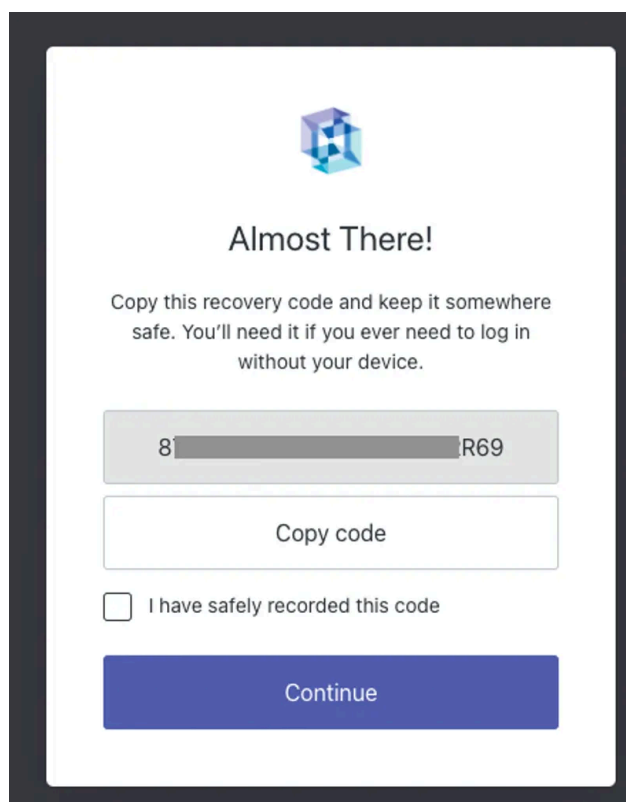 Almost There!
Copy this recovery code and keep it somewhere
safe. You’ll need it if you ever need to log in
without your device.
8 R69
Copy code
I have safely recorded this code
Continue